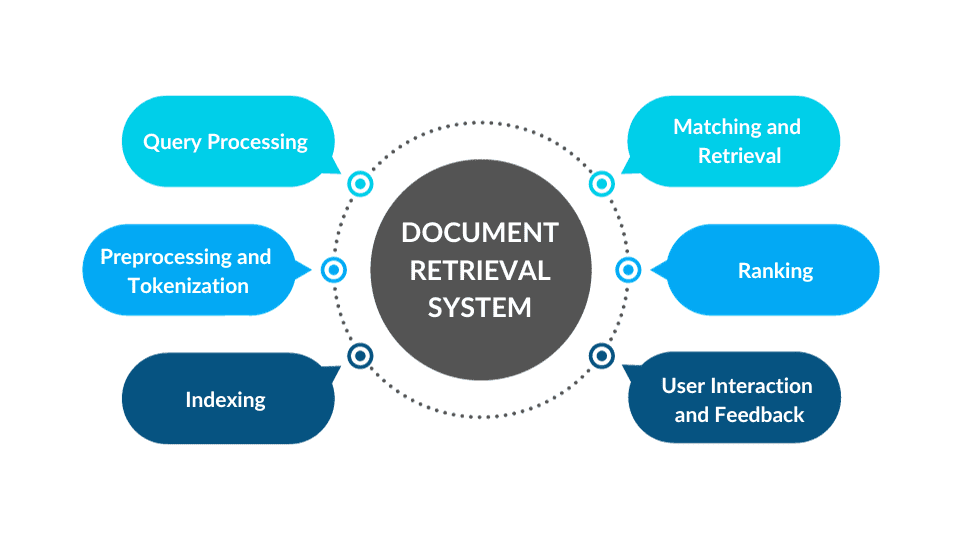 Query Processing
Preprocessing and
Tokenization
Indexing
DOCUMENT
RETRIEVAL
SYSTEM
Matching and
Retrieval
Ranking
User Interaction
and Feedback